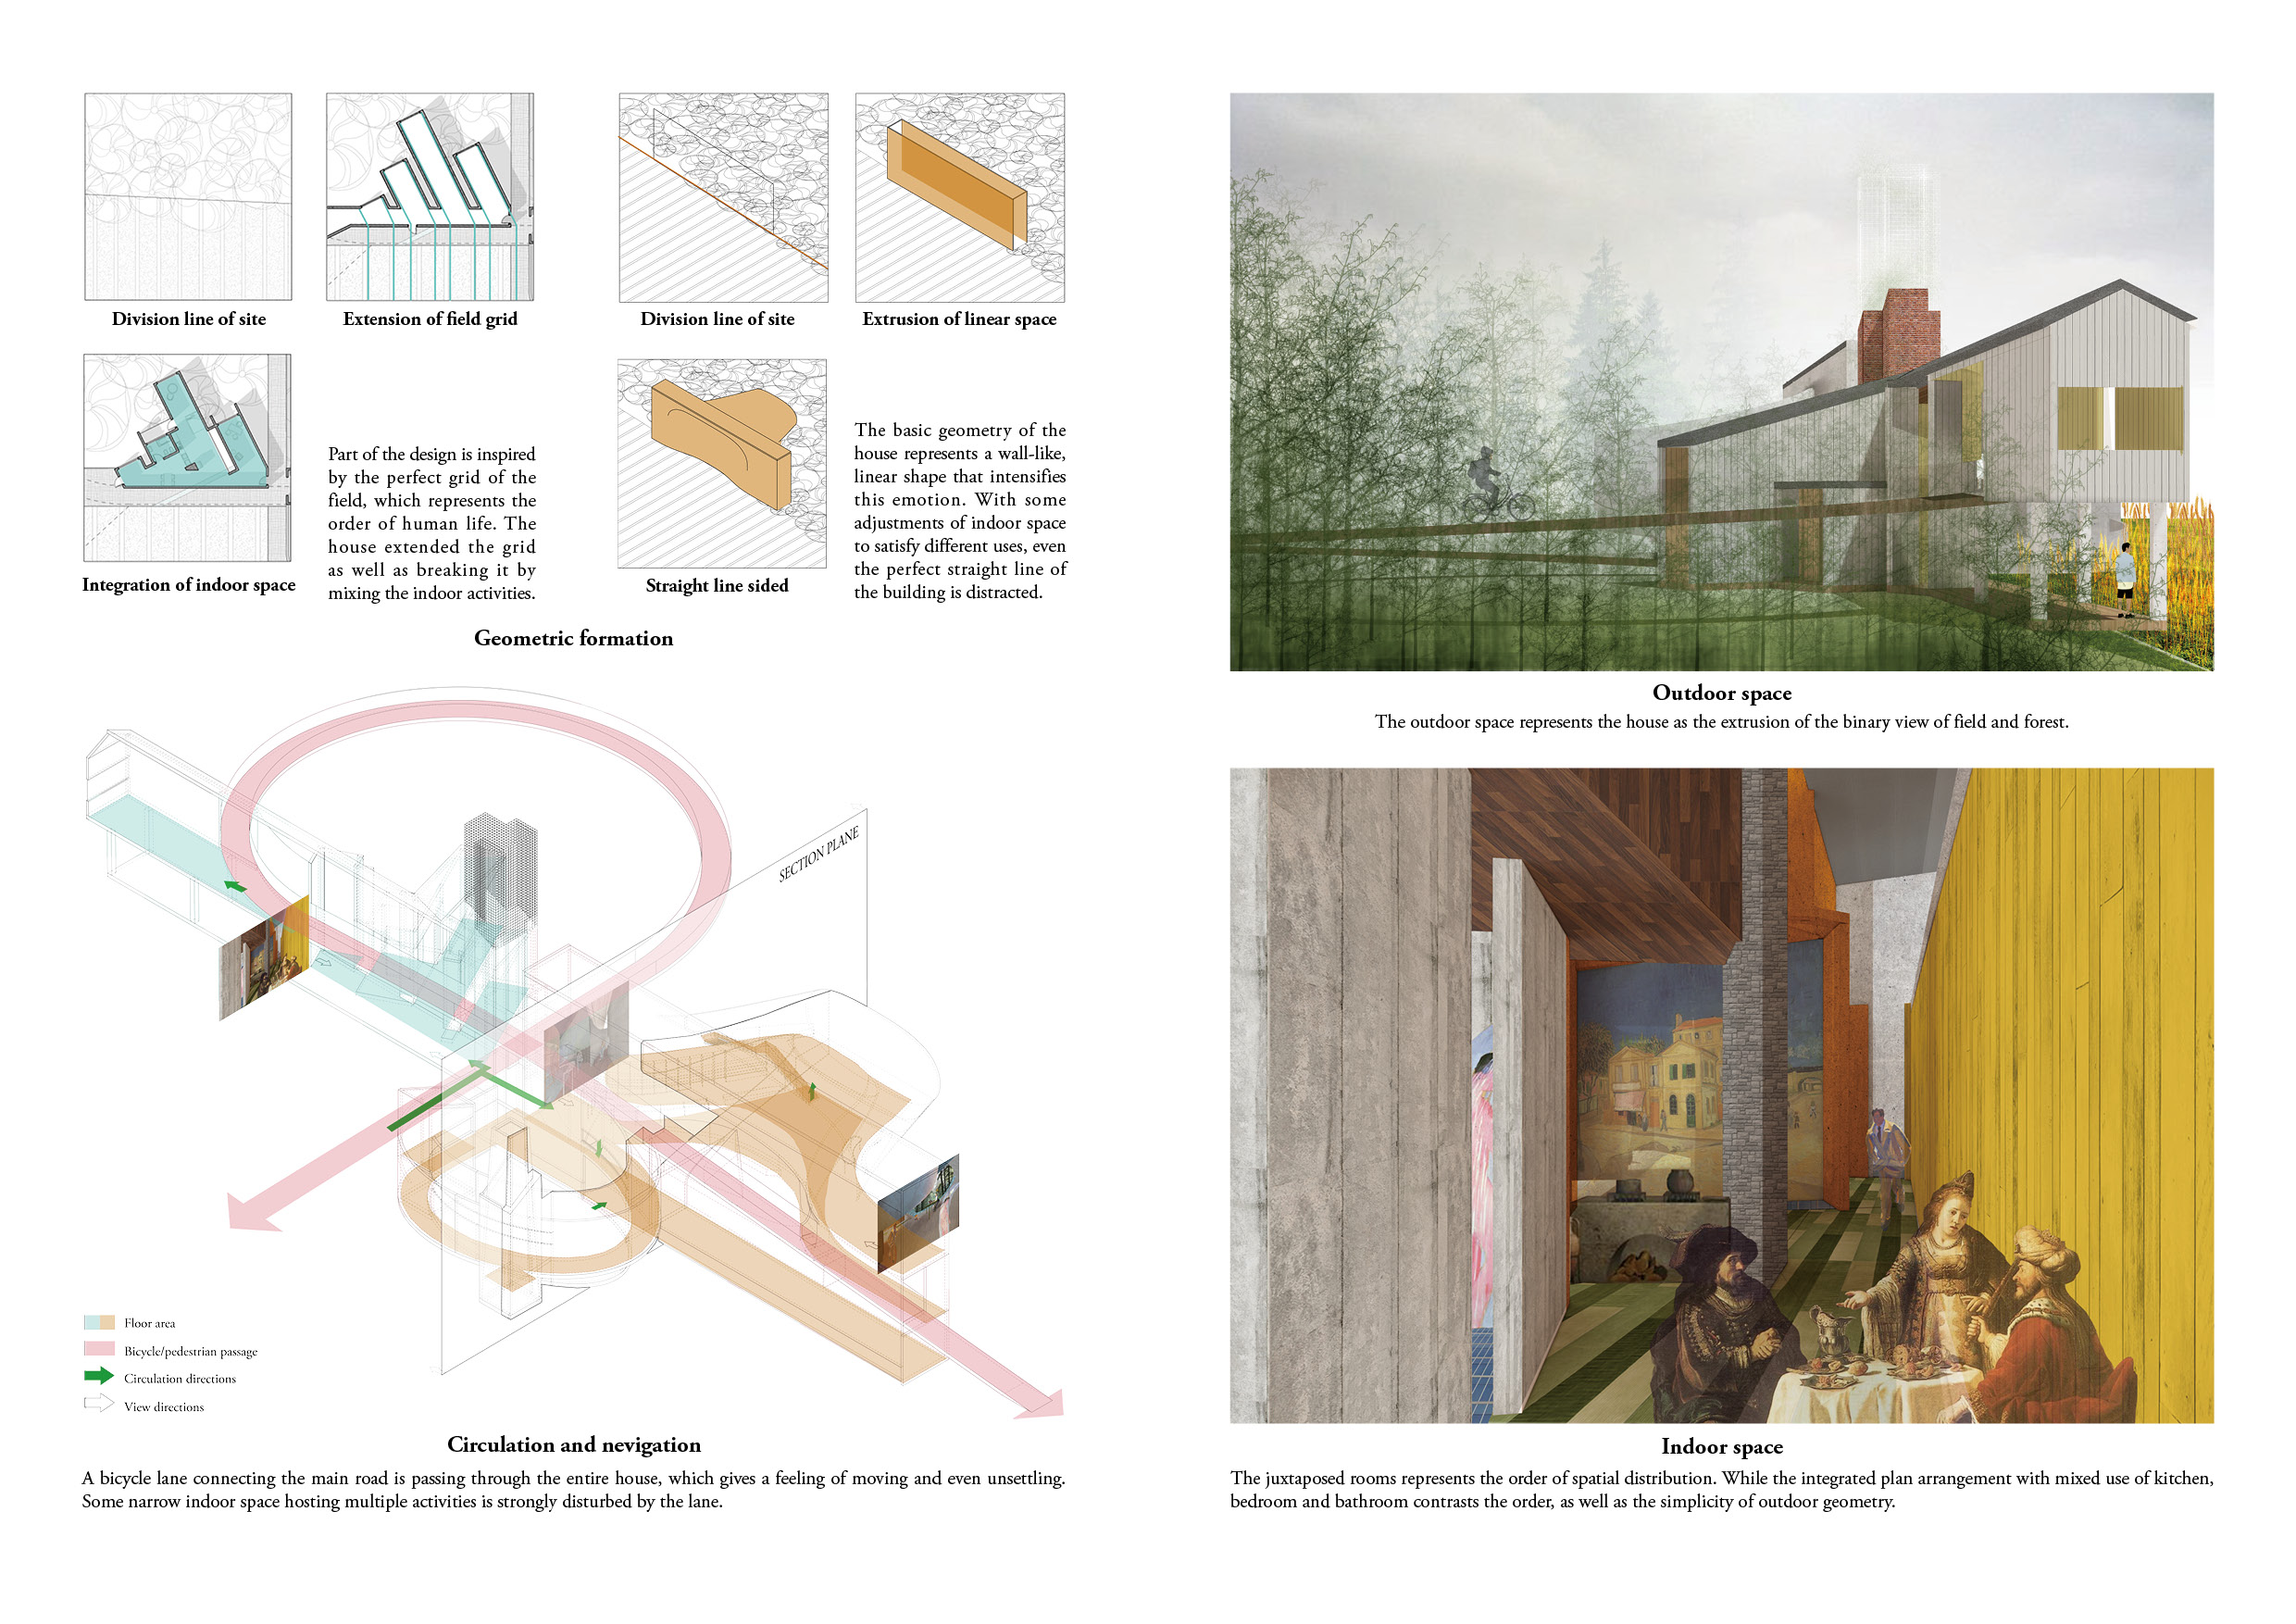 Division line of site
Extension of field grid
Division line of site
Extrusion of linear space
Integration of indoor space
Part of the design is inspired
by the perfect grid of the
field, which represents the
order of human life. The
house extended the grid
as well as breaking it by
mixing the indoor activities.
Straight line sided
The basic geometry of the
house represents a wall-like,
linear shape that intensifies
this emotion. With some
adjustments of indoor space
to satisfy different uses, even
the perfect straight line of
the building is distracted.
Geometric formation
SECTION PLANE
Floor area
Bicycle/pedestrian passage
Circulation directions
View directions
Circulation and nevigation
A bicycle lane connecting the main road is passing through the entire house, which gives a feeling of moving and even unsettling.
Some narrow indoor space hosting multiple activities is strongly disturbed by the lane.
Outdoor space
The outdoor space represents the house as the extrusion of the binary view of field and forest.
Indoor space
The juxtaposed rooms represents the order of spatial distribution. While the integrated plan arrangement with mixed use of kitchen,
bedroom and bathroom contrasts the order, as well as the simplicity of outdoor geometry.